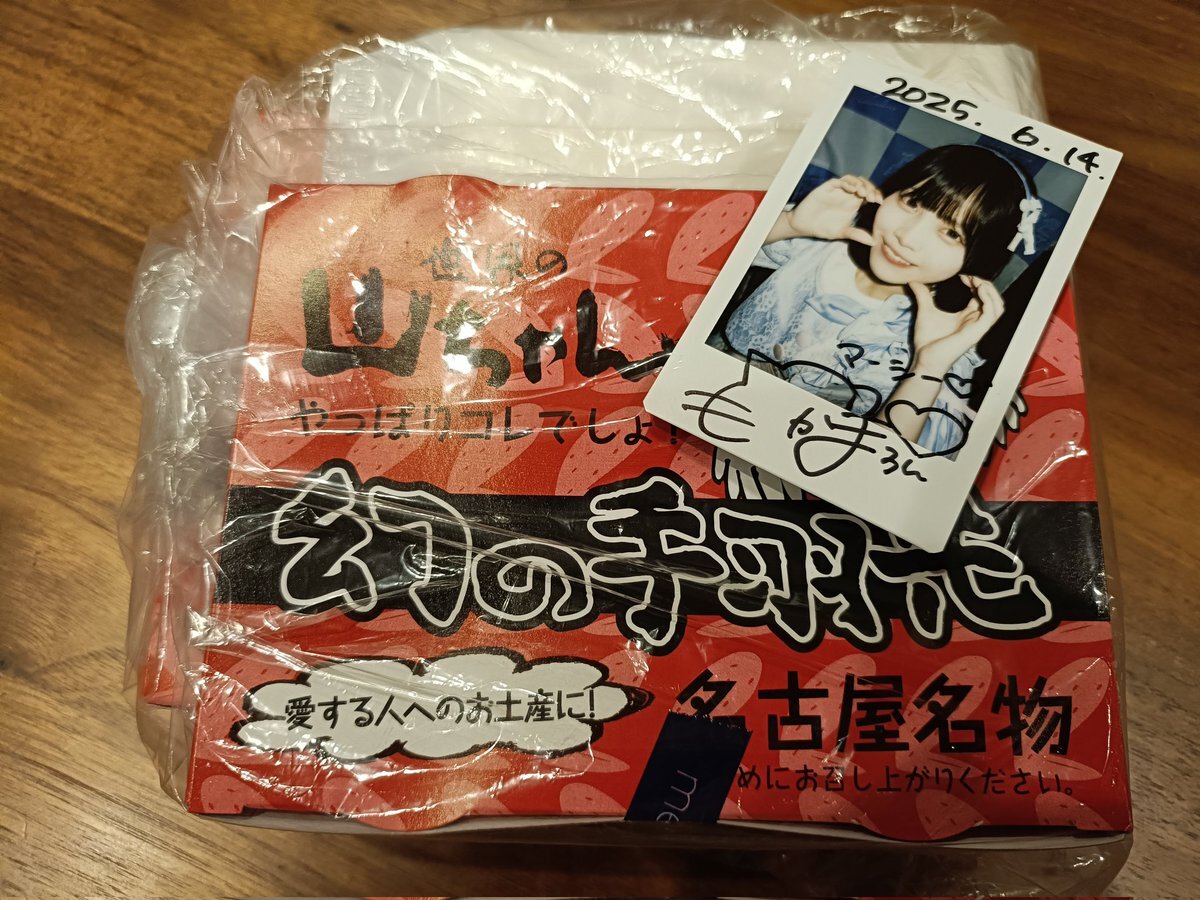 2025. 6. 14.
世界の
山ちゃん
やっぱりコレでしょ!
幻の手羽先
愛する人へのお土産に!
名古屋名物
めにお召し上がりください。
me